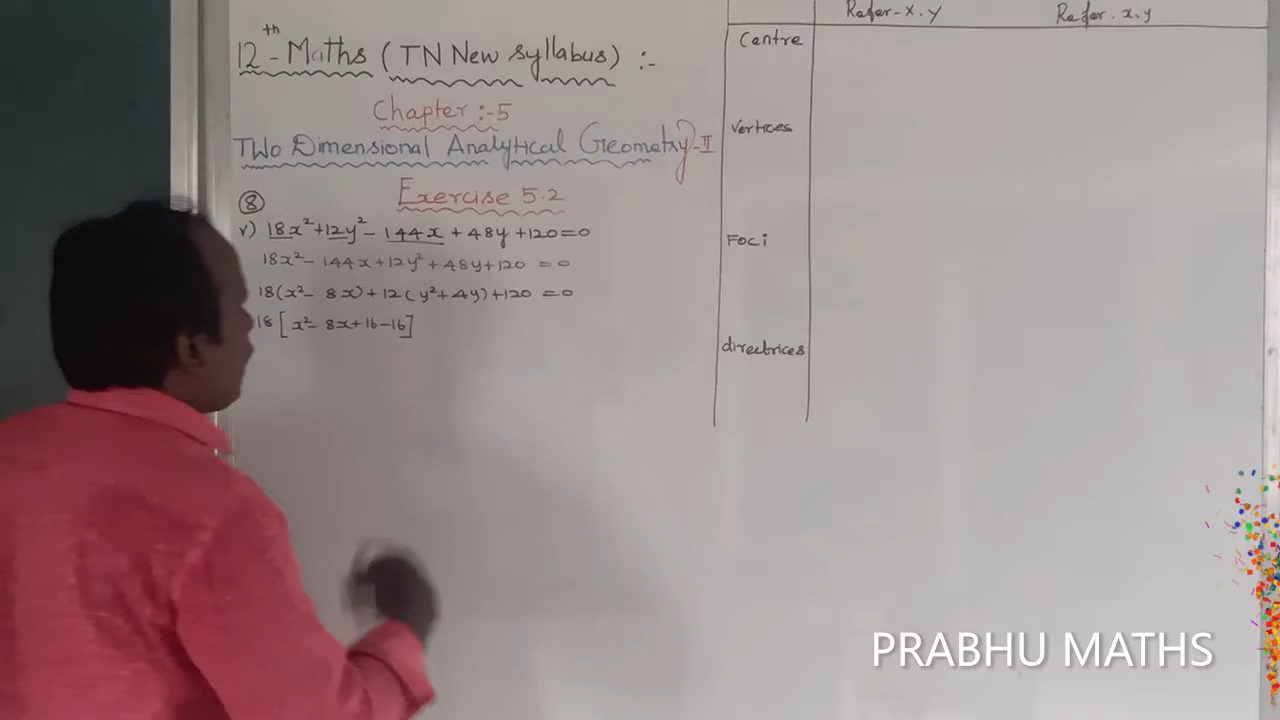 12th - Maths (TN New syllabus) :-
Chapter :-5
Two Dimensional Analytical Geometry-II
Exercise 5.2
⑧
v) 18x² + 12y² - 144x + 48y + 120 = 0
18x² - 144x + 12y² + 48y + 120 = 0
18(x² - 8x) + 12(y² + 4y) + 120 = 0
18[x² - 8x + 16 - 16]
Refer - X. Y
Refer. x. y
Centre
Vertices
Foci
directrices
PRABHU MATHS